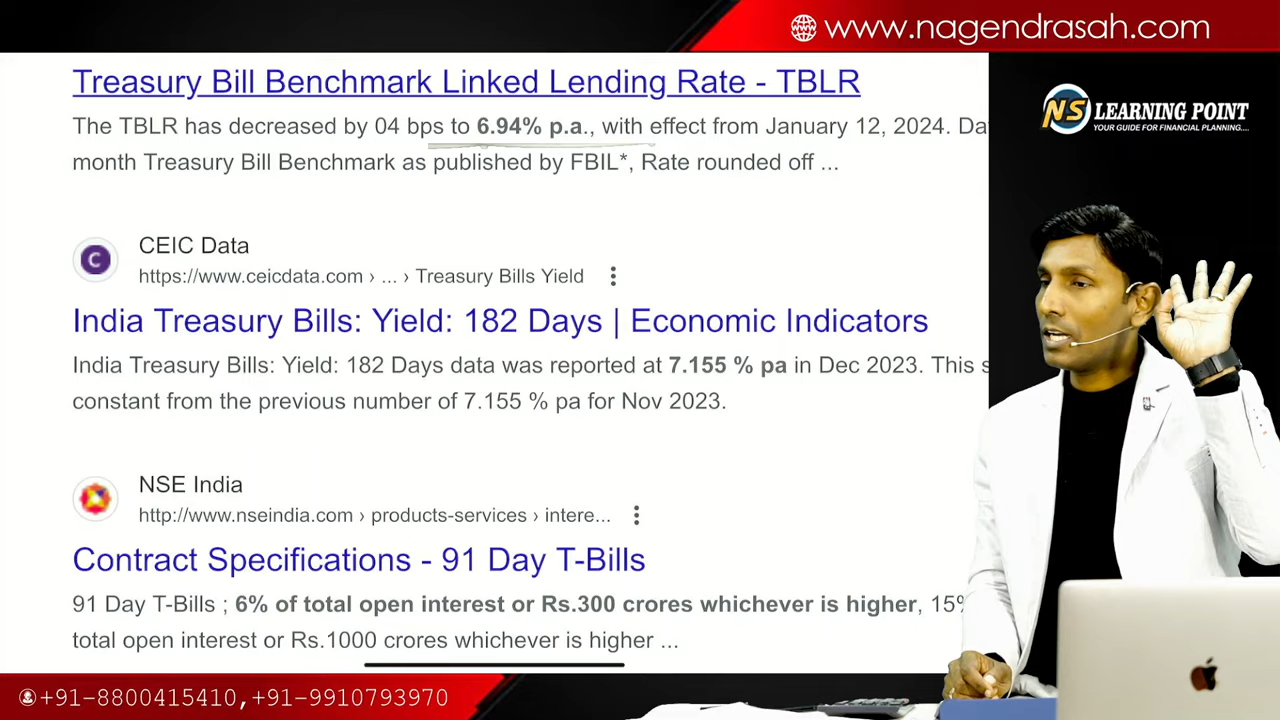 www.nagendrasah.com
Treasury Bill Benchmark Linked Lending Rate - TBLR
The TBLR has decreased by 04 bps to 6.94% p.a., with effect from January 12, 2024. Da
month Treasury Bill Benchmark as published by FBIL*, Rate rounded off ...
NS LEARNING POINT
YOUR GUIDE FOR FINANCIAL PLANNING....
C
CEIC Data
https://www.ceicdata.com › ... › Treasury Bills Yield
India Treasury Bills: Yield: 182 Days | Economic Indicators
India Treasury Bills: Yield: 182 Days data was reported at 7.155 % pa in Dec 2023. This s
constant from the previous number of 7.155 % pa for Nov 2023.
NSE India
http://www.nseindia.com › products-services › intere...
Contract Specifications - 91 Day T-Bills
91 Day T-Bills ; 6% of total open interest or Rs.300 crores whichever is higher, 15%
total open interest or Rs.1000 crores whichever is higher ...
+91-8800415410,+91-9910793970